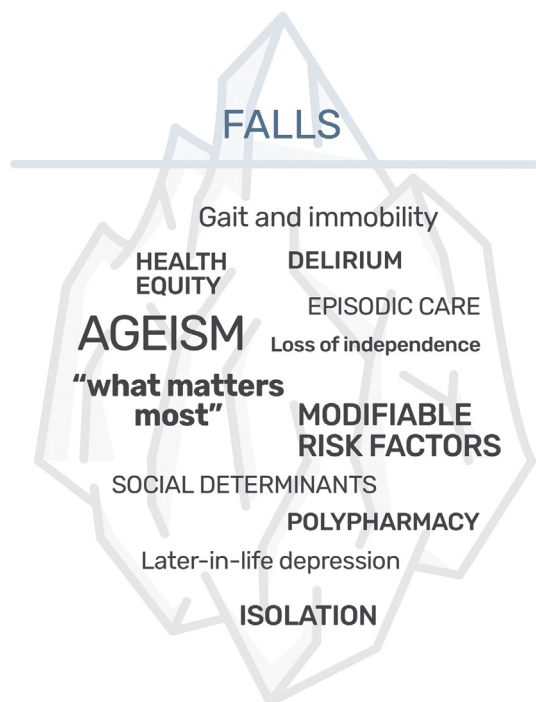 FALLS
Gait and immobility
HEALTH
EQUITY
DELIRIUM
EPISODIC CARE
AGEISM
Loss of independence
“what matters
most”
MODIFIABLE
RISK FACTORS
SOCIAL DETERMINANTS
POLYPHARMACY
Later-in-life depression
ISOLATION